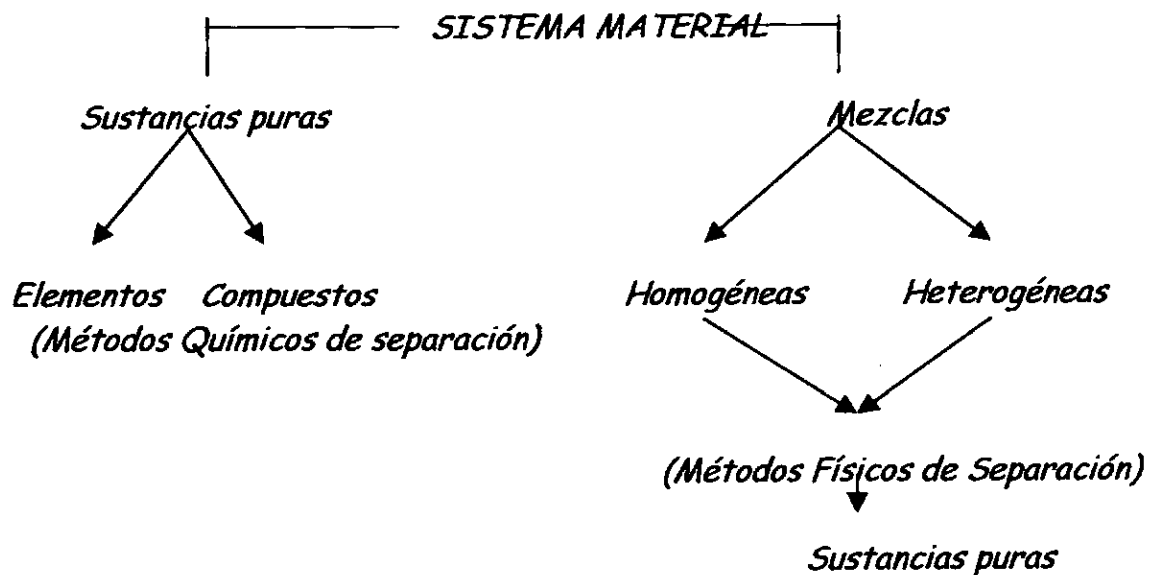 SISTEMA MATERIAL
Sustancias puras
Mezclas
Elementos Compuestos
(Métodos Químicos de separación)
Homogéneas Heterogéneas
(Métodos Físicos de Separación)
Sustancias puras